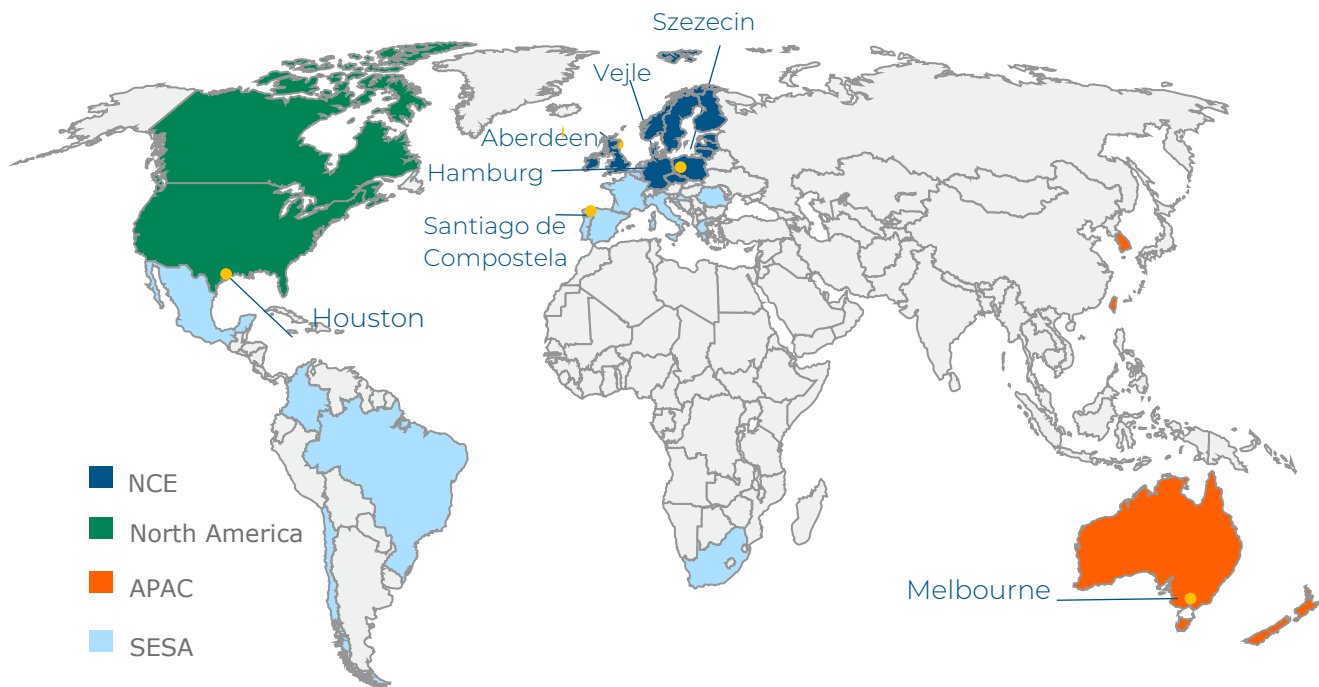 Szezecin
Vejle
Aberdeen
Hamburg
Santiago de
Compostela
Houston
NCE
North America
APAC
Melbourne
SESA